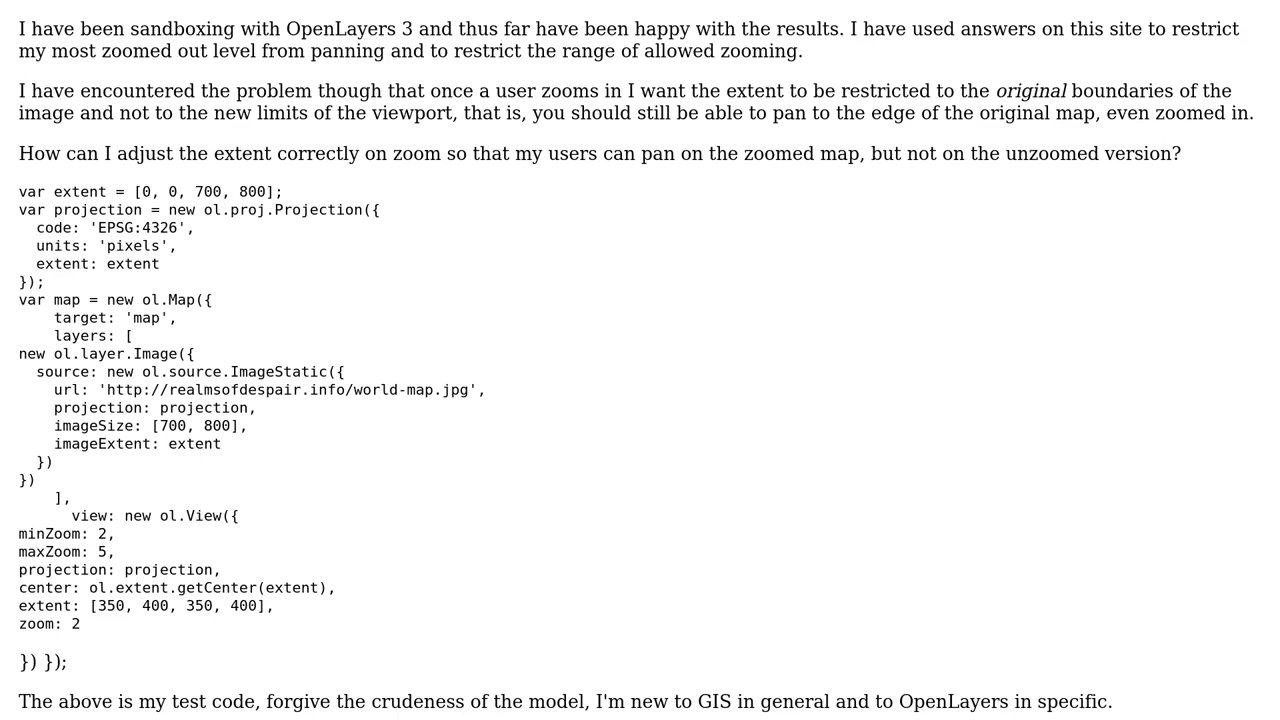 I have been sandboxing with OpenLayers 3 and thus far have been happy with the results. I have used answers on this site to restrict
my most zoomed out level from panning and to restrict the range of allowed zooming.
I have encountered the problem though that once a user zooms in I want the extent to be restricted to the original boundaries of the
image and not to the new limits of the viewport, that is, you should still be able to pan to the edge of the original map, even zoomed in.
How can I adjust the extent correctly on zoom so that my users can pan on the zoomed map, but not on the unzoomed version?
var extent = [0, 0, 700, 800];
var projection = new ol.proj.Projection({
  code: 'EPSG:4326',
  units: 'pixels',
  extent: extent
});
var map = new ol.Map({
    target: 'map',
    layers: [
new ol.layer.Image({
  source: new ol.source.ImageStatic({
    url: 'http://realmsofdespair.info/world-map.jpg',
    projection: projection,
    imageSize: [700, 800],
    imageExtent: extent
  })
})
    ],
      view: new ol.View({
minZoom: 2,
maxZoom: 5,
projection: projection,
center: ol.extent.getCenter(extent),
extent: [350, 400, 350, 400],
zoom: 2
}) });
The above is my test code, forgive the crudeness of the model, I'm new to GIS in general and to OpenLayers in specific.